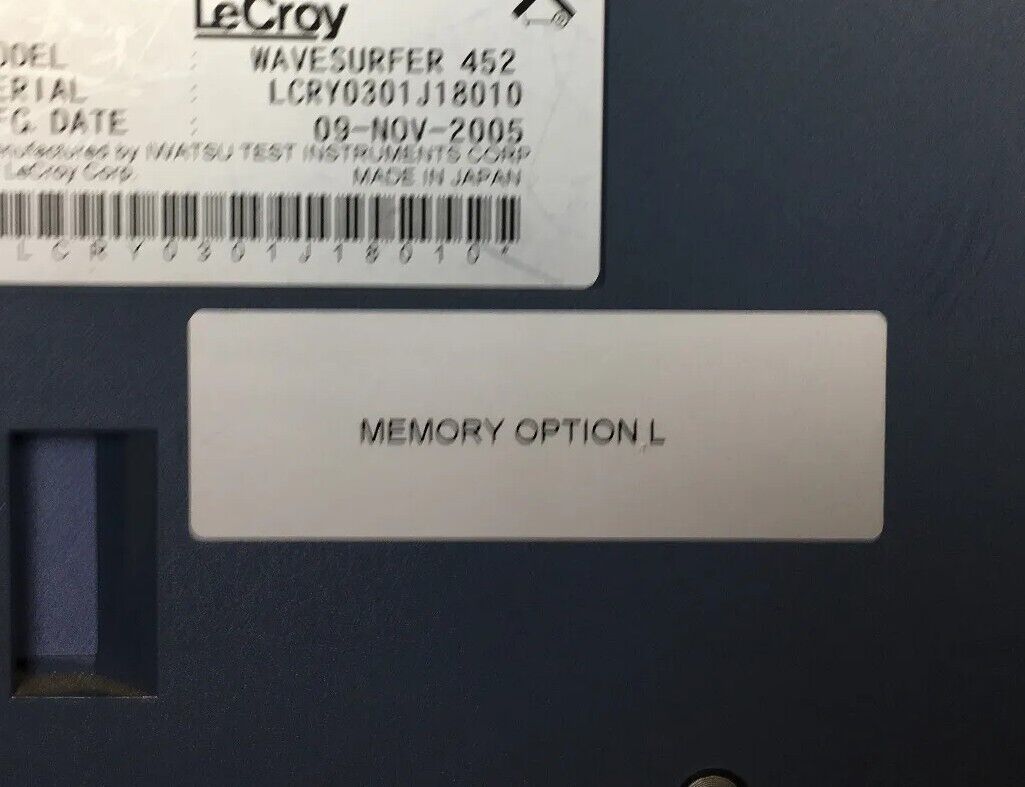 LeCroy
ODEL : WAVESURFER 452
ERIAL : LCRY0301J18010
FG. DATE : 09-NOV-2005
nufactured by IWATSU TEST INSTRUMENTS CORP
LeCroy Corp. MADE IN JAPAN
LCRY0301J18010*
MEMORY OPTION L